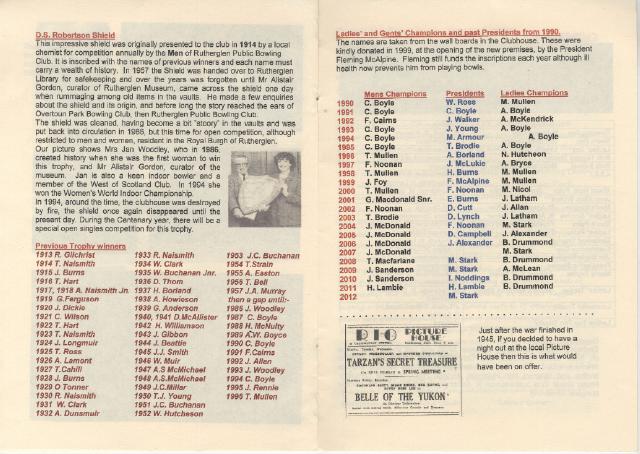 D.S. Robertson Shield
This impressive shield was originally presented to the club in 1914 by a local
chemist for competition annually by the Men of Rutherglen Public Bowling
Club. It is inscribed with the names of previous winners and each name must
carry a wealth of history. In 1957 the Shield was handed over to Rutherglen
Library for safekeeping and over the years was forgotten until Mr Alistair
Gordon, curator of Rutherglen Museum, came across the shield one day
when rummaging among old items in the vaults. He made a few enquiries
about the shield and its origin, and before long the story reached the ears of
Overtoun Park Bowling Club, then Rutherglen Public Bowling Club.
The shield was cleaned, having become a bit "story" in the vaults and was
put back into circulation in 1986, but this time for open competition, although
restricted to men and women, resident in the Royal Burgh of Rutherglen.
Our picture shows Mrs Jan Woodley, who in 1986
created history when she was the first woman to win
this trophy, and Mr Alistair Gordon, curator of the
museum. Jan is also a keen indoor bowler and a
member of the West of Scotland Club. In 1994 she
won the Women's World Indoor Championship.
In 1994, around the time, the clubhouse was destroyed
by fire, the shield once again disappeared until the
present day. During the Centenary year, there will be a
special open singles competition for this trophy.
Previous Trophy winners
1913 R. Gilchrist
1914 T. Naismith
1915 J. Burns
1916 T. Hart
1917, 1918 A. Naismith Jn.
1919 G.Ferguson
1920 J. Dickie
1921 C. Wilson
1922 T. Hart
1923 T. Naismith
1924 J. Longmuir
1925 T. Ross
1926 A. Lamont
1927 T.Cahill
1928 J. Burns
1929 O Tonner
1930 R. Naismith
1931 W. Clark
1932 A. Dunsmuir
1933 R. Naismith
1934 W. Clark
1935 W. Buchanan Jnr.
1936 D. Thom
1937 H. Borland
1938 A. Howieson
1939 G. Anderson
1940, 1941 D.McAllister
1942 H. Williamson
1943 J. Gibbon
1944 J. Beattie
1945 J.J. Smith
1946 W. Muir
1947 A.S McMichael
1948 A.S McMichael
1949 J.C.Millar
1950 T.J. Young
1951 J.C. Buchanan
1952 W. Hutcheson
1953 J.C. Buchanan
1954 T.Strain
1955 A. Easton
1956 T. Bell
1957 J.A. Murray
then a gap until:-
1986 J. Woodley
1987 C. Boyle
1988 H. McNulty
1989 A.W. Boyce
1990 C. Boyle
1991 F.Cairns
1992 J. Allen
1993 J. Woodley
1994 C. Boyle
1995 J. Rennie
1996 T. Mullen
Ladies' and Gents' Champions and past Presidents from 1990.
The names are taken from the wall boards in the Clubhouse. These were
kindly donated in 1999, at the opening of the new premises, by the President
Fleming McAlpine. Fleming still funds the inscriptions each year although ill
health now prevents him from playing bowls.
Mens Champions Presidents Ladies Champions
1990 C. Boyle W. Rose M. Mullen
1991 C. Boyle C. Boyle A. Boyle
1992 F. Cairns J. Walker A. McKendrick
1993 C. Boyle J. Young A. Boyle
1994 C. Boyle M. Armour A. Boyle
1995 C. Boyle T. Brodie A. Boyle
1996 T. Mullen A. Borland N. Hutcheon
1997 F. Noonan J. McLukie A. Bryce
1998 T. Mullen H. Burns M. Mullen
1999 J. Foy F. McAlpine M. Mullen
2000 T. Mullen F. Noonan M. Nicol
2001 G. Macdonald Snr. E. Burns J. Latham
2002 F. Noonan D. Cutt J. Allan
2003 T. Brodie D. Lynch J. Latham
2004 J. McDonald F. Noonan M. Stark
2005 J. McDonald D. Campbell J. Alexander
2006 J. McDonald J. Alexander B. Drummond
2007 J. McDonald M. Stark
2008 T. Macfarlane M. Stark B. Drummond
2009 J. Sanderson M. Stark A. McLean
2010 J. Sanderson I. Noddings B. Drummond
2011 H. Lamble H. Lamble B. Drummond
2012 M. Stark
DIO PICTURE HOUSE
TARZAN'S SECRET TREASURE
SPRING MEETING
BELLE OF THE YUKON
Just after the war finished in
1945, if you decided to have a
night out at the local Picture
House then this is what would
have been on offer.